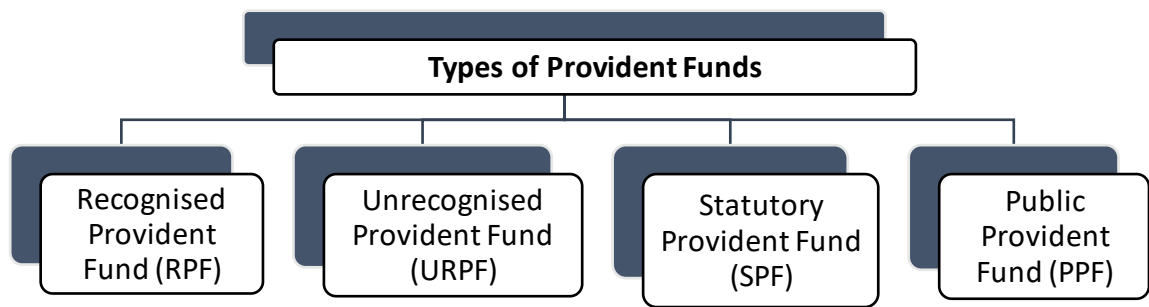 Types of Provident Funds
Recognised
Provident
Fund (RPF)
Unrecognised
Provident Fund
(URPF)
Statutory
Provident Fund
(SPF)
Public
Provident
Fund (PPF)